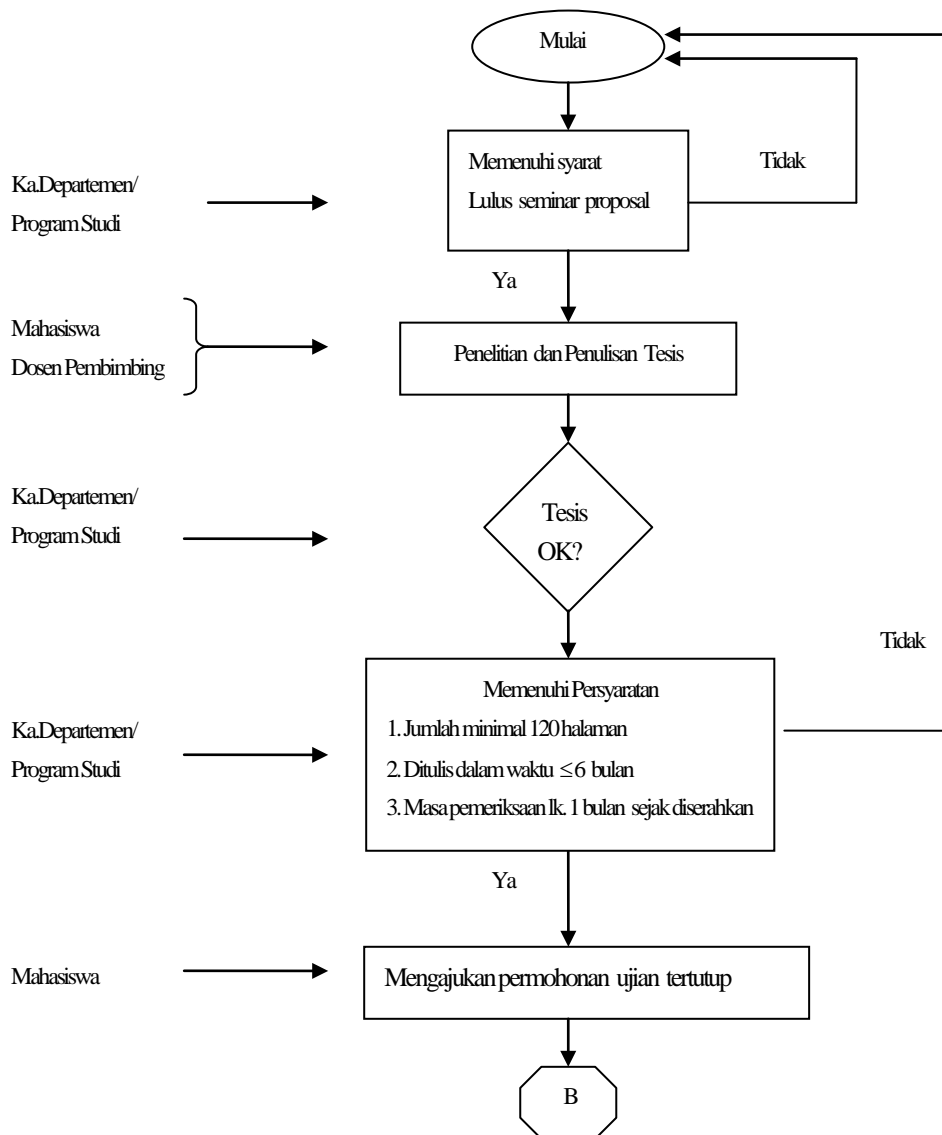 Mulai
Memenuhi syarat
Lulus seminar proposal
Tidak
Ka.Departemen/
Program Studi
Ya
Mahasiswa
Dosen Pembimbing
Penelitian dan Penulisan Tesis
Ka.Departemen/
Program Studi
Tesis
OK?
Tidak
Memenuhi Persyaratan
1. Jumlah minimal 120 halaman
2. Ditulis dalam waktu ≤ 6 bulan
3. Masa pemeriksaan lk. 1 bulan sejak diserahkan
Ka.Departemen/
Program Studi
Ya
Mahasiswa
Mengajukan permohonan ujian tertutup
B